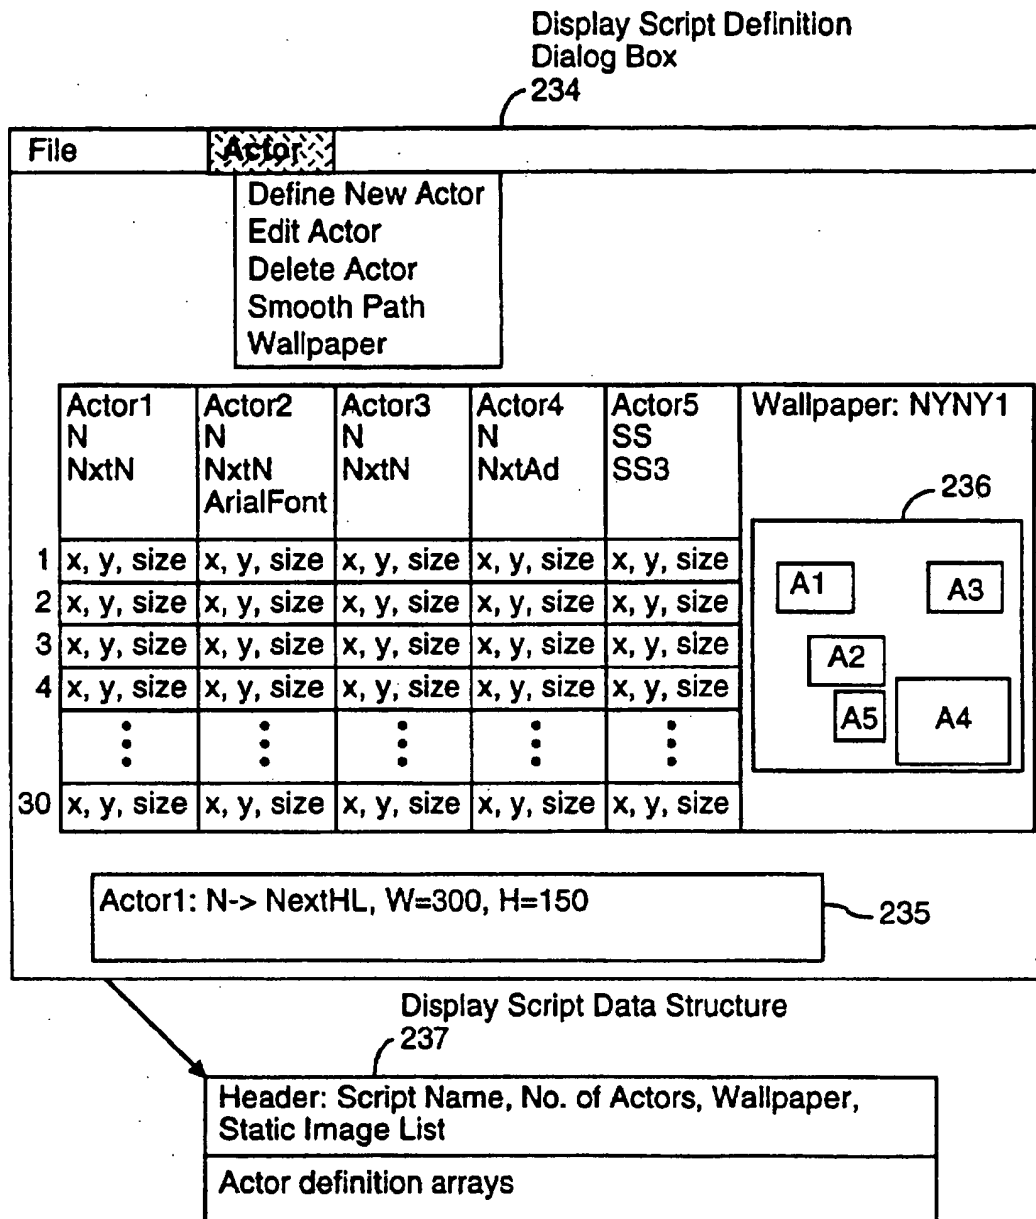 Display Script Definition
Dialog Box
234
File Actor
Define New Actor
Edit Actor
Delete Actor
Smooth Path
Wallpaper
Actor1 Actor2 Actor3 Actor4 Actor5 Wallpaper: NYNY1
N N N N SS
NxtN NxtN NxtN NxtAd SS3
ArialFont
236
1 x, y, size x, y, size x, y, size x, y, size x, y, size
2 x, y, size x, y, size x, y, size x, y, size x, y, size
3 x, y, size x, y, size x, y, size x, y, size x, y, size
4 x, y, size x, y, size x, y, size x, y, size x, y, size
30 x, y, size x, y, size x, y, size x, y, size x, y, size
A1 A3
A2
A5 A4
Actor1: N-> NextHL, W=300, H=150
235
Display Script Data Structure
237
Header: Script Name, No. of Actors, Wallpaper,
Static Image List
Actor definition arrays